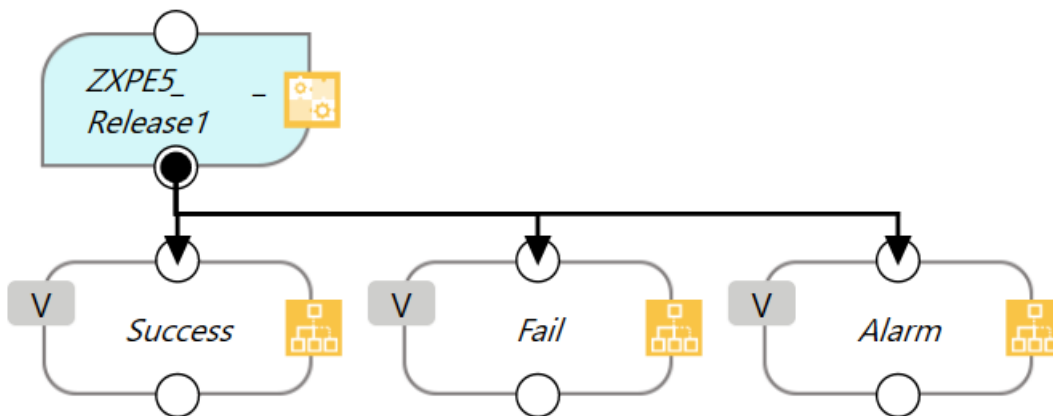 ZXPE5_ _
Release1
V
Success
V
Fail
V
Alarm